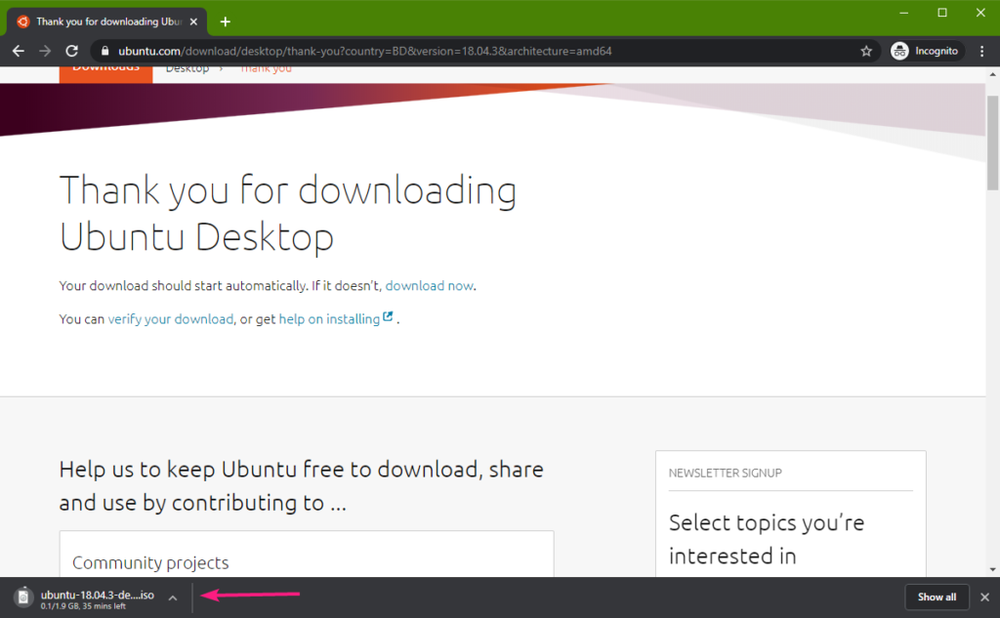 Thank you for downloading Ubu
ubuntu.com/download/desktop/thank-you?country=BD&version=18.04.3&architecture=amd64
Incognito
Downloads Desktop › Thank you
Thank you for downloading
Ubuntu Desktop
Your download should start automatically. If it doesn't, download now.
You can verify your download, or get help on installing .
Help us to keep Ubuntu free to download, share
and use by contributing to ...
Community projects
NEWSLETTER SIGNUP
Select topics you're
interested in
ubuntu-18.04.3-de....iso
0.1/1.9 GB, 35 mins left
Show all